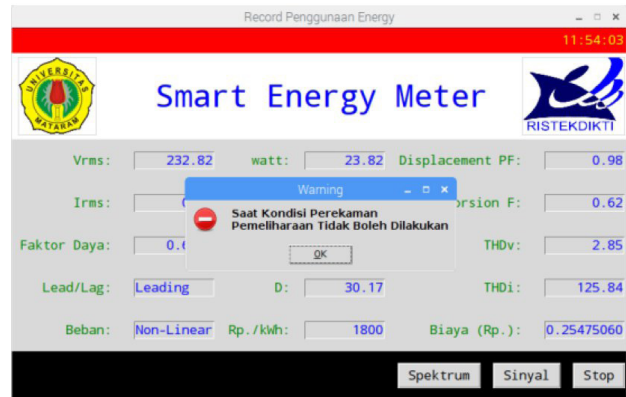 Record Penggunaan Energy
11:54:03
UNIVERSITAS
MATARAM
Smart Energy Meter
RISTEKDIKTI
Vrms: 232.82 watt: 23.82 Displacement PF: 0.98
Warning
Irms: 0.62
Saat Kondisi Perekaman
Pemeliharaan Tidak Boleh Dilakukan
OK
Faktor Daya: THDv: 2.85
Lead/Lag: Leading D: 30.17 THDi: 125.84
Beban: Non-Linear Rp./kWh: 1800 Biaya (Rp.): 0.25475060
Spektrum Sinyal Stop